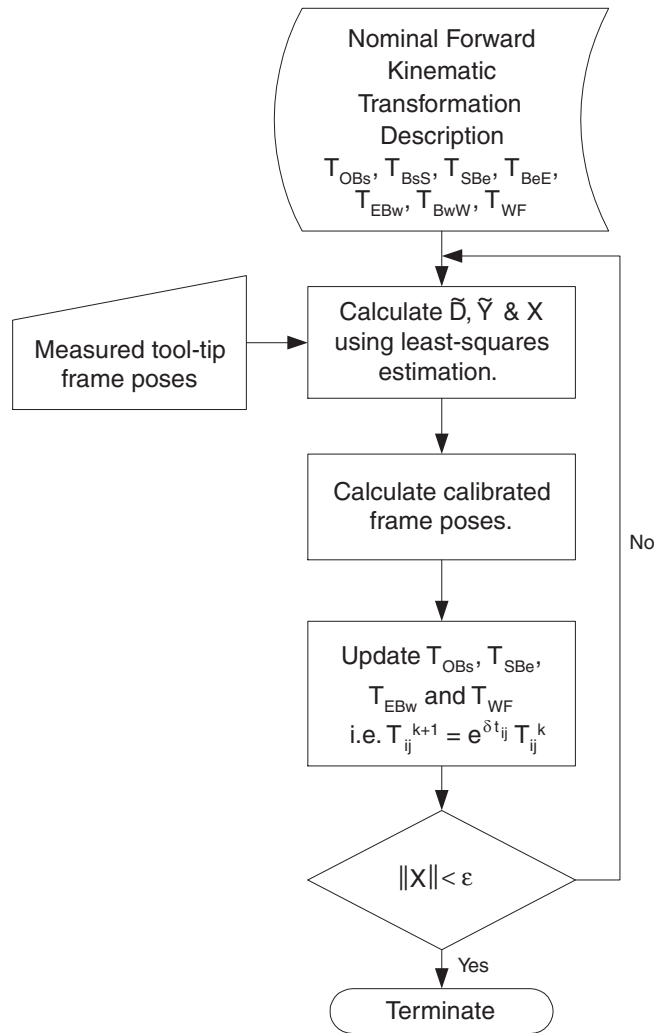 Nominal Forward
Kinematic
Transformation
Description
T_OBs, T_BsS, T_SBe, T_BeE,
T_EBw, T_BwW, T_WF
Measured tool-tip
frame poses
Calculate D̃, Ỹ & X
using least-squares
estimation.
Calculate calibrated
frame poses.
No
Update T_OBs, T_SBe,
T_EBw and T_WF
i.e. T_ij^k+1 = e^δt_ij T_ij^k
||X|| < ε
Yes
Terminate